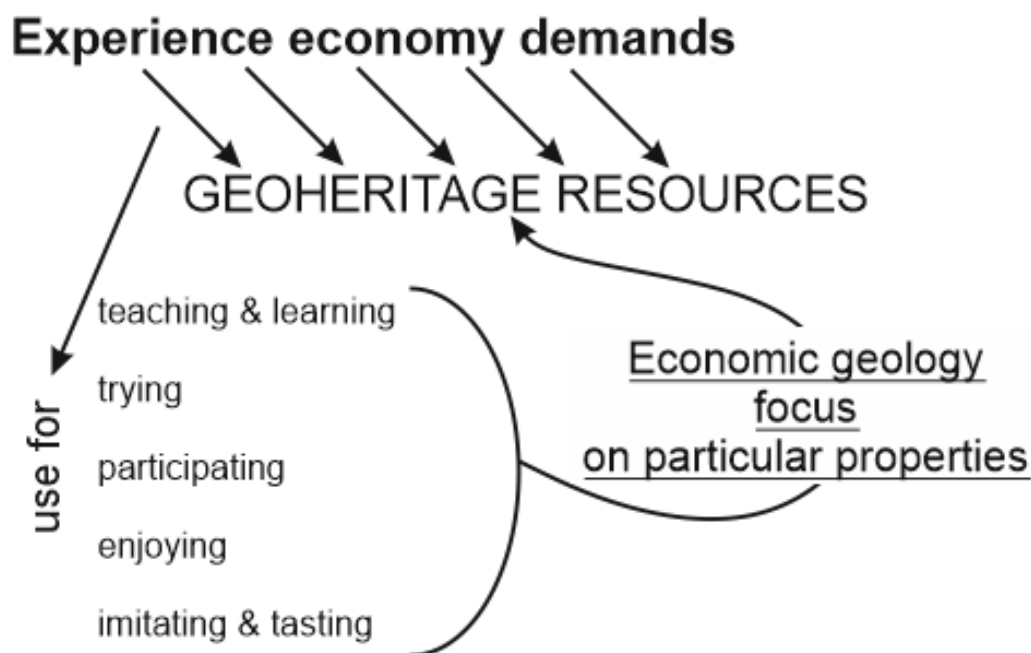 Experience economy demands
GEOHERITAGE RESOURCES
use for
teaching & learning
trying
participating
enjoying
imitating & tasting
Economic geology
focus
on particular properties